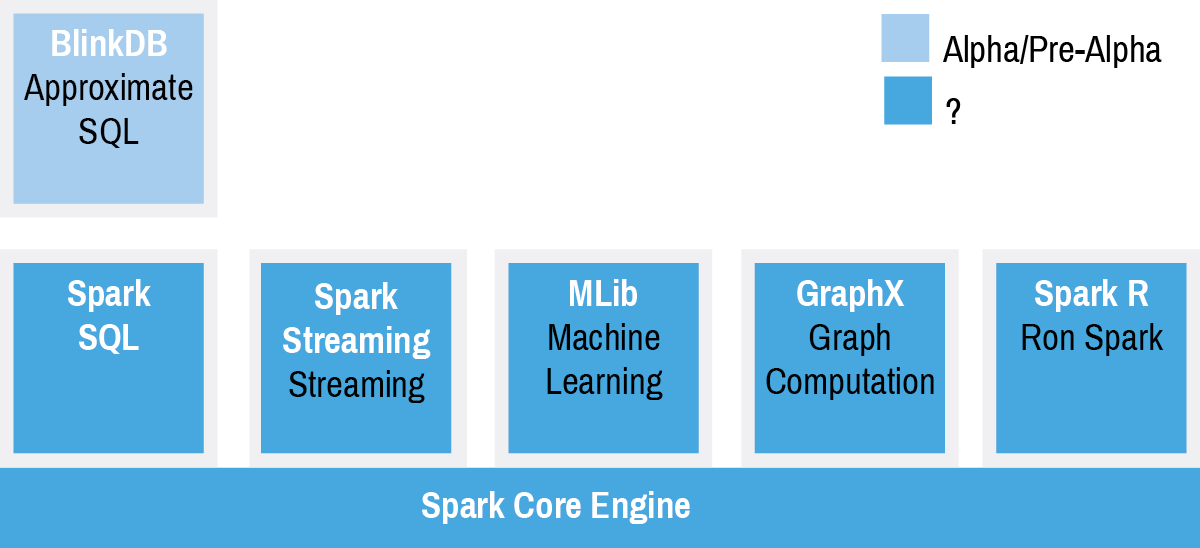 BlinkDB
Approximate
SQL
Alpha/Pre-Alpha
?
Spark
SQL
Spark
Streaming
Streaming
MLib
Machine
Learning
GraphX
Graph
Computation
Spark R
Ron Spark
Spark Core Engine